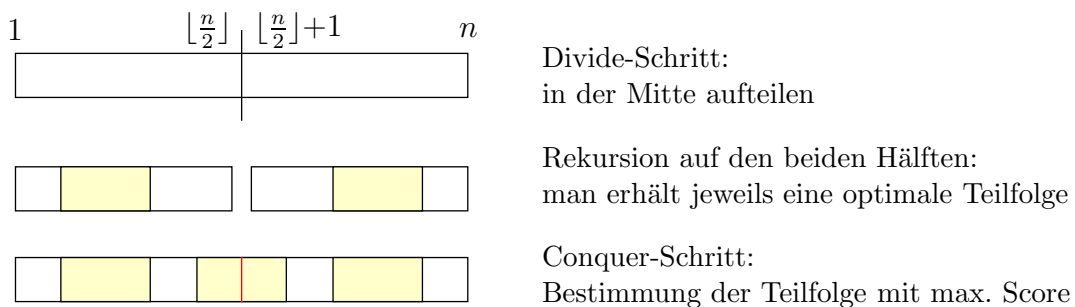 1 ⌊n/2⌋ ⌊n/2⌋+1 n
Divide-Schritt:
in der Mitte aufteilen
Rekursion auf den beiden Hälften:
man erhält jeweils eine optimale Teilfolge
Conquer-Schritt:
Bestimmung der Teilfolge mit max. Score